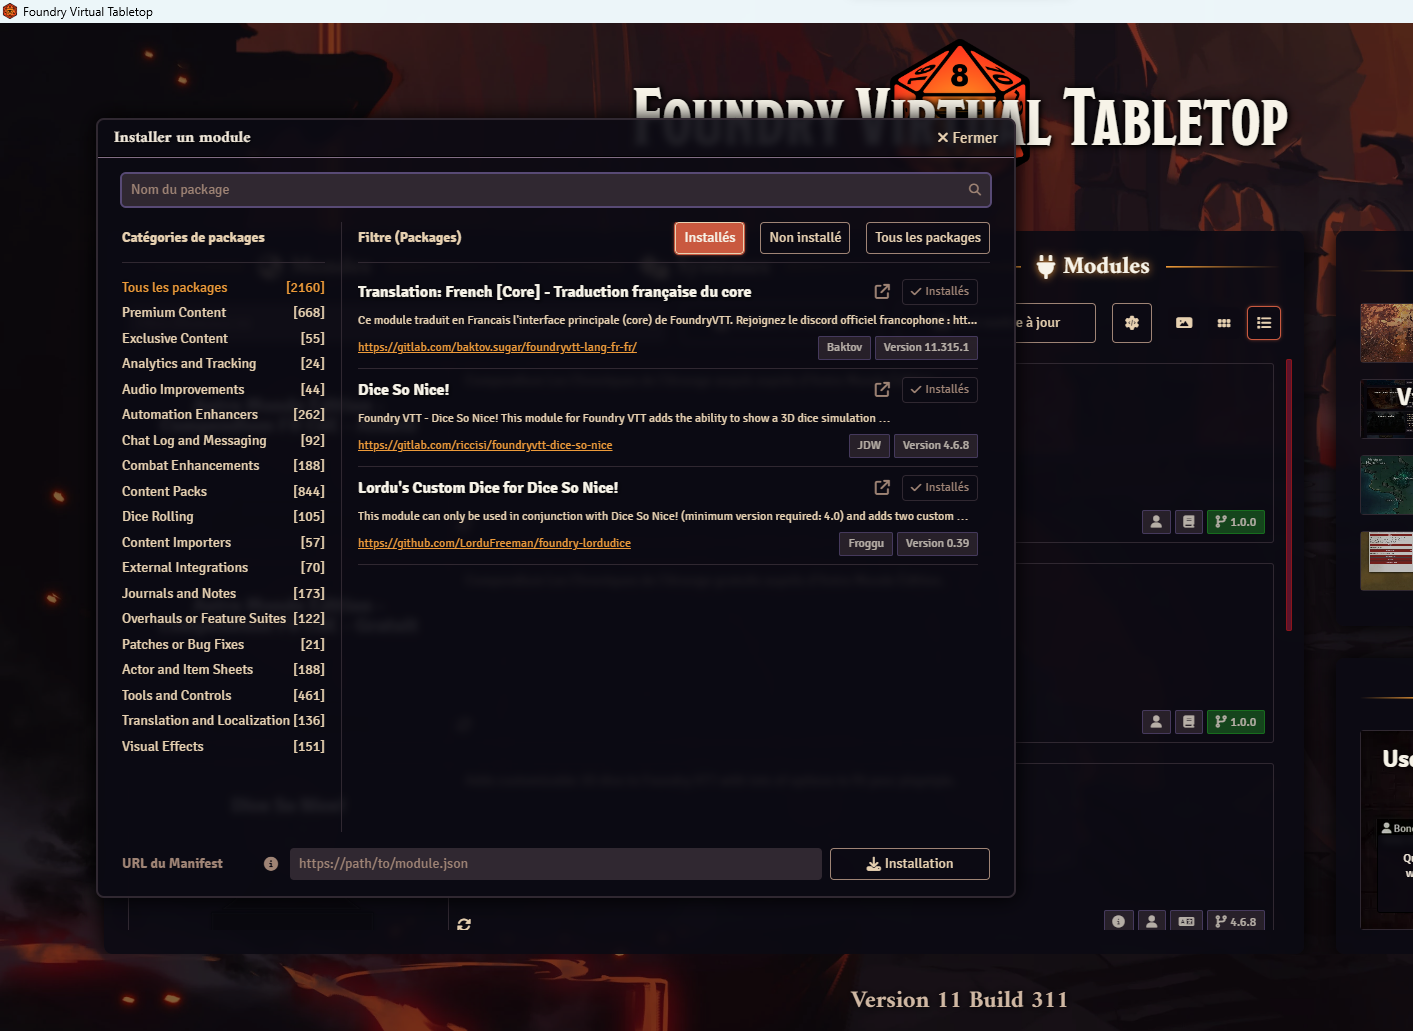 Foundry Virtual Tabletop
Foundry Virtual Tabletop
8
Installer un module
Fermer
Nom du package
Catégories de packages
Tous les packages [2160]
Premium Content [668]
Exclusive Content [55]
Analytics and Tracking [24]
Audio Improvements [44]
Automation Enhancers [262]
Chat Log and Messaging [92]
Combat Enhancements [188]
Content Packs [844]
Dice Rolling [105]
Content Importers [57]
External Integrations [70]
Journals and Notes [173]
Overhauls or Feature Suites [122]
Patches or Bug Fixes [21]
Actor and Item Sheets [188]
Tools and Controls [461]
Translation and Localization [136]
Visual Effects [151]
Filtre (Packages)
Installés
Non installé
Tous les packages
Translation: French [Core] - Traduction française du core
Installés
Ce module traduit en Francais l'interface principale (core) de FoundryVTT. Rejoignez le discord officiel francophone : htt...
https://gitlab.com/baktov.sugar/foundryvtt-lang-fr-fr/
Baktov
Version 11.315.1
Dice So Nice!
Installés
Foundry VTT - Dice So Nice! This module for Foundry VTT adds the ability to show a 3D dice simulation ...
https://gitlab.com/riccisi/foundryvtt-dice-so-nice
JDW
Version 4.6.8
Lordu's Custom Dice for Dice So Nice!
Installés
This module can only be used in conjunction with Dice So Nice! (minimum version required: 4.0) and adds two custom ...
https://github.com/LorduFreeman/foundry-lordudice
Froggu
Version 0.39
URL du Manifest
https://path/to/module.json
Installation
Modules
e à jour
1.0.0
1.0.0
4.6.8
V
Use
Bon
Q
w
Version 11 Build 311